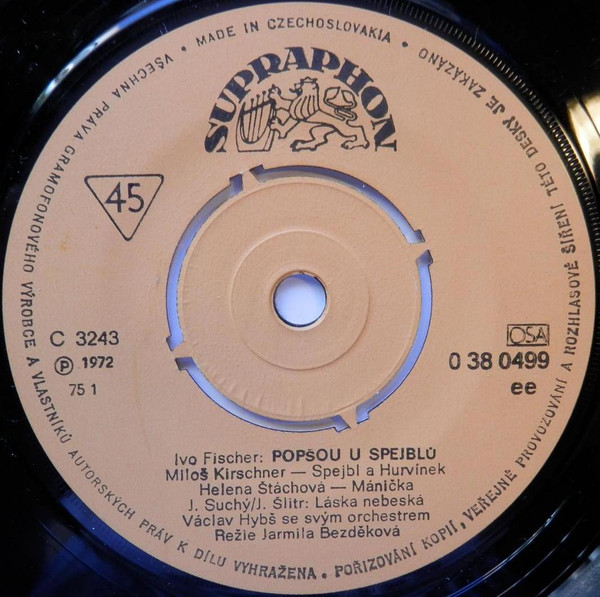 • MADE IN CZECHOSLOVAKIA •
SUPRAPHON
VŠECHNA PRÁVA GRAMOFONOVÉHO VÝROBCE A VLASTNÍKŮ AUTORSKÝCH PRÁV K DÍLU VYHRAŽENA. POŘIZOVÁNÍ KOPIÍ, VEŘEJNÉ PROVOZOVÁNÍ A ROZHLASOVÉ ŠÍŘENÍ TÉTO DESKY JE ZAKÁZÁNO
45
C 3243
Ⓟ 1972
75 1
OSA
0 38 0499
ee
Ivo Fischer: POPŠOU U SPEJBLŮ
Miloš Kirschner — Spejbl a Hurvínek
Helena Štáchová — Mánička
J. Suchý/J. Šlitr: Láska nebeská
Václav Hybš se svým orchestrem
Režie Jarmila Bezděková